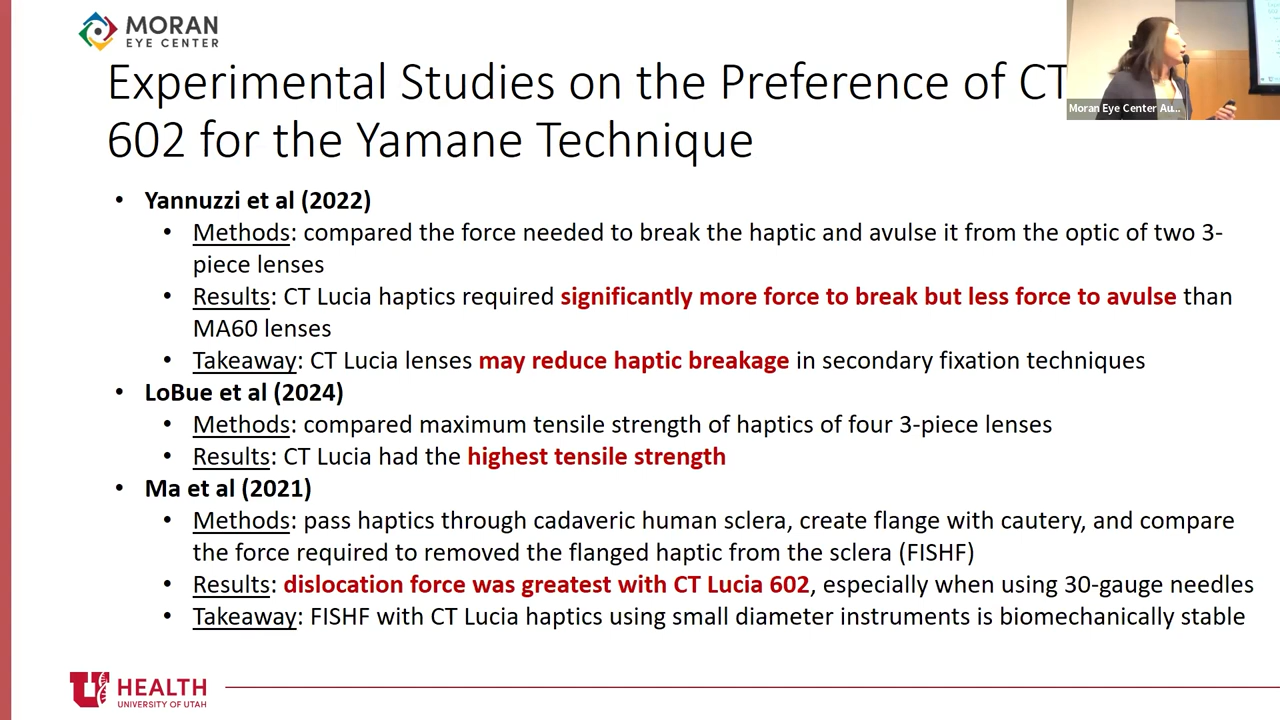 MORAN
EYE CENTER
Experimental Studies on the Preference of CT
602 for the Yamane Technique
Moran Eye Center Au...
• Yannuzzi et al (2022)
• Methods: compared the force needed to break the haptic and avulse it from the optic of two 3-
piece lenses
• Results: CT Lucia haptics required significantly more force to break but less force to avulse than
MA60 lenses
• Takeaway: CT Lucia lenses may reduce haptic breakage in secondary fixation techniques
• LoBue et al (2024)
• Methods: compared maximum tensile strength of haptics of four 3-piece lenses
• Results: CT Lucia had the highest tensile strength
• Ma et al (2021)
• Methods: pass haptics through cadaveric human sclera, create flange with cautery, and compare
the force required to removed the flanged haptic from the sclera (FISHF)
• Results: dislocation force was greatest with CT Lucia 602, especially when using 30-gauge needles
• Takeaway: FISHF with CT Lucia haptics using small diameter instruments is biomechanically stable
U HEALTH
UNIVERSITY OF UTAH